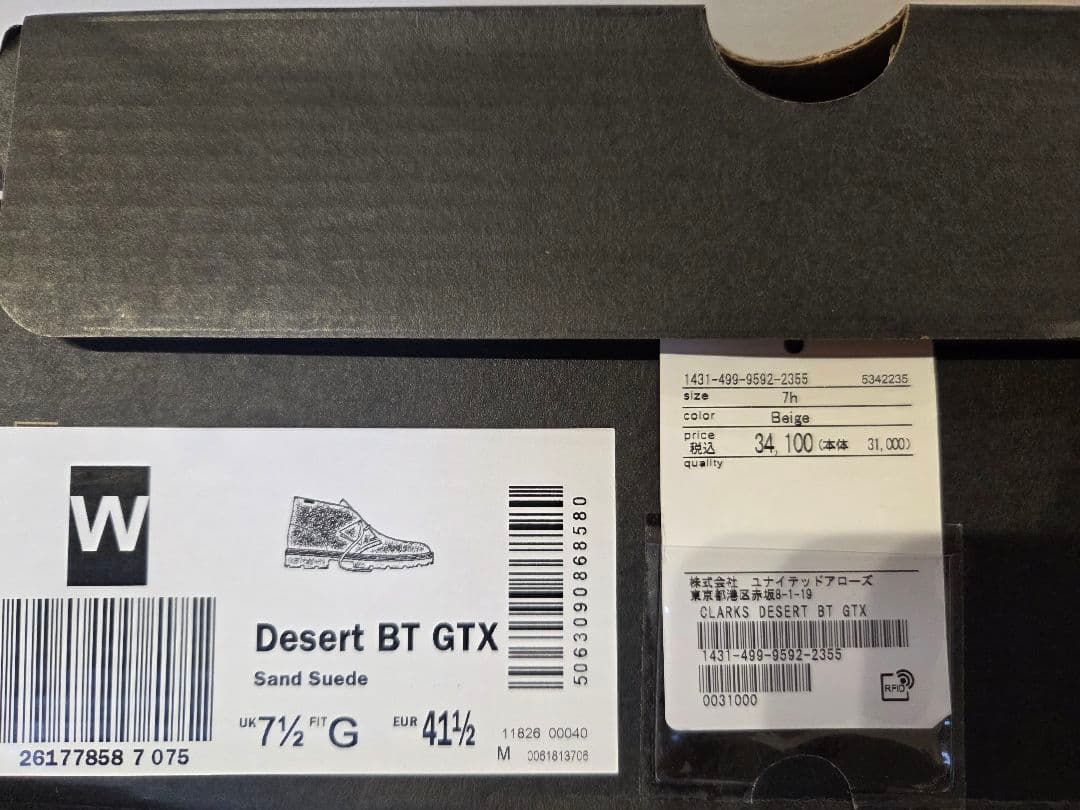 W
Desert BT GTX
Sand Suede
UK 7½ FIT G EUR 41½
26177858 7 075
5063090868580
11826 00040
M 0061813706
1431-499-9592-2355 5342235
size 7h
color Beige
price
税込 34,100(本体 31,000)
quality
株式会社 ユナイテッドアローズ
東京都港区赤坂8-1-19
CLARKS DESERT BT GTX
1431-499-9592-2355
0031000
RFID